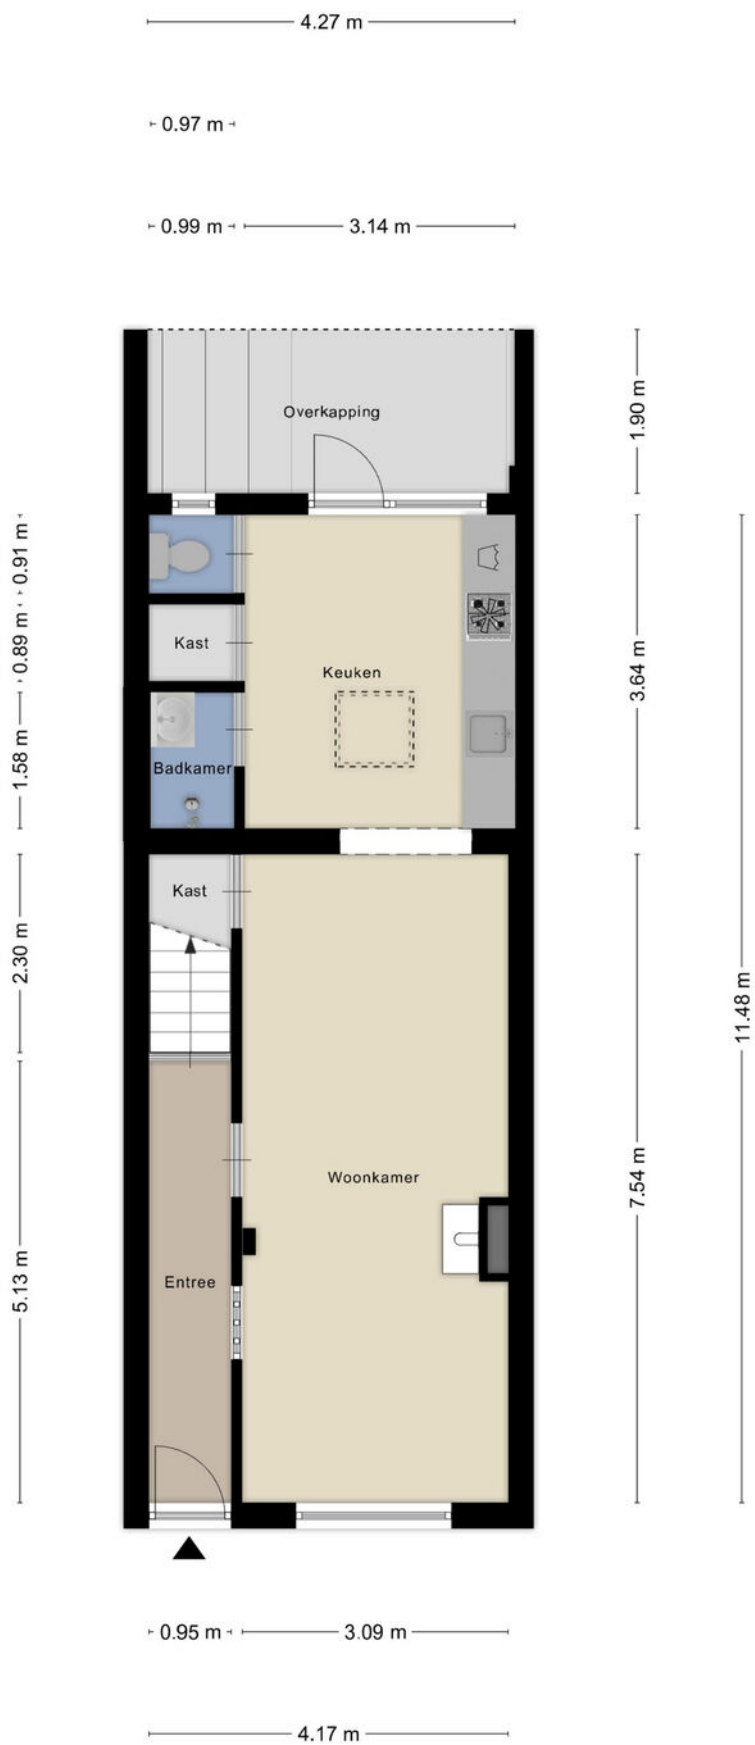 4.27 m
0.97 m
0.99 m
3.14 m
1.90 m
Overkapping
0.91 m
0.89 m
Kast
3.64 m
Keuken
1.58 m
Badkamer
Kast
2.30 m
11.48 m
7.54 m
Woonkamer
5.13 m
Entree
0.95 m
3.09 m
4.17 m